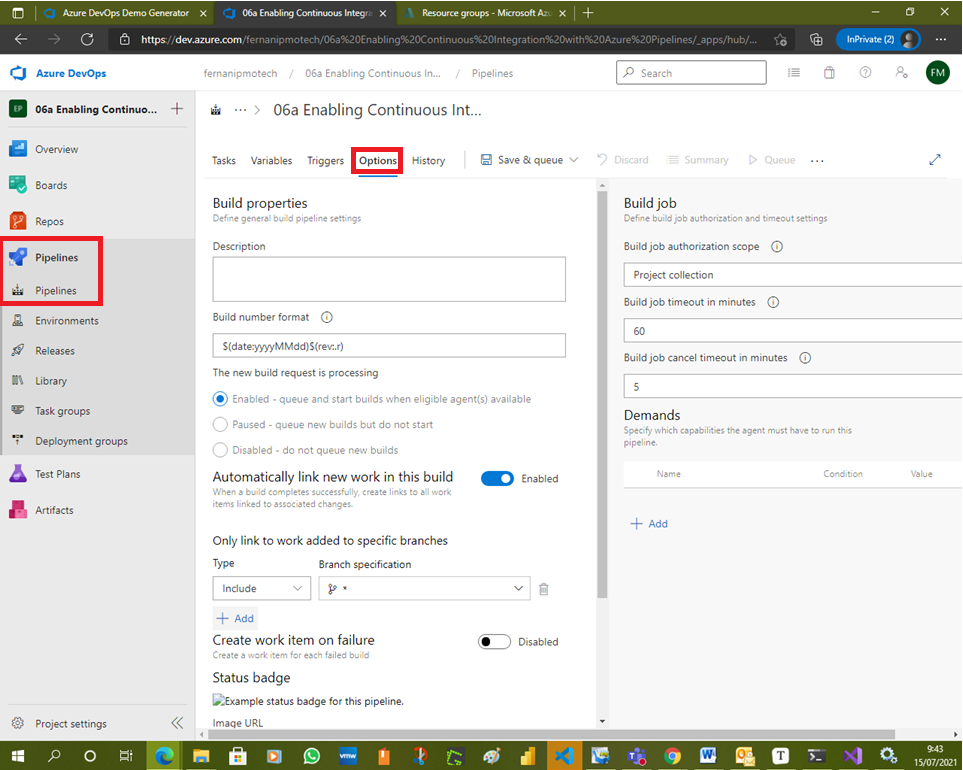 Azure DevOps Demo Generator
06a Enabling Continuous Integra
Resource groups - Microsoft Azu
https://dev.azure.com/fernanipmotech/06a%20Enabling%20Continuous%20Integration%20with%20Azure%20Pipelines/_apps/hub/...
InPrivate (2)
Azure DevOps
fernanipmotech / 06a Enabling Continuous In... / Pipelines
Search
FM
EP
06a Enabling Continuo...
06a Enabling Continuous Int...
Overview
Boards
Repos
Pipelines
Pipelines
Environments
Releases
Library
Task groups
Deployment groups
Test Plans
Artifacts
Project settings
Tasks
Variables
Triggers
Options
History
Save & queue
Discard
Summary
Queue
Build properties
Define general build pipeline settings
Description
Build number format
$(date:yyyyMMdd)$(rev:.r)
The new build request is processing
Enabled - queue and start builds when eligible agent(s) available
Paused - queue new builds but do not start
Disabled - do not queue new builds
Automatically link new work in this build
Enabled
When a build completes successfully, create links to all work
items linked to associated changes.
Only link to work added to specific branches
Type
Branch specification
Include
*
Add
Create work item on failure
Disabled
Create a work item for each failed build
Status badge
Example status badge for this pipeline.
Image URL
Build job
Define build job authorization and timeout settings
Build job authorization scope
Project collection
Build job timeout in minutes
60
Build job cancel timeout in minutes
5
Demands
Specify which capabilities the agent must have to run this
pipeline.
Name
Condition
Value
Add
vmw
9:43
15/07/2021